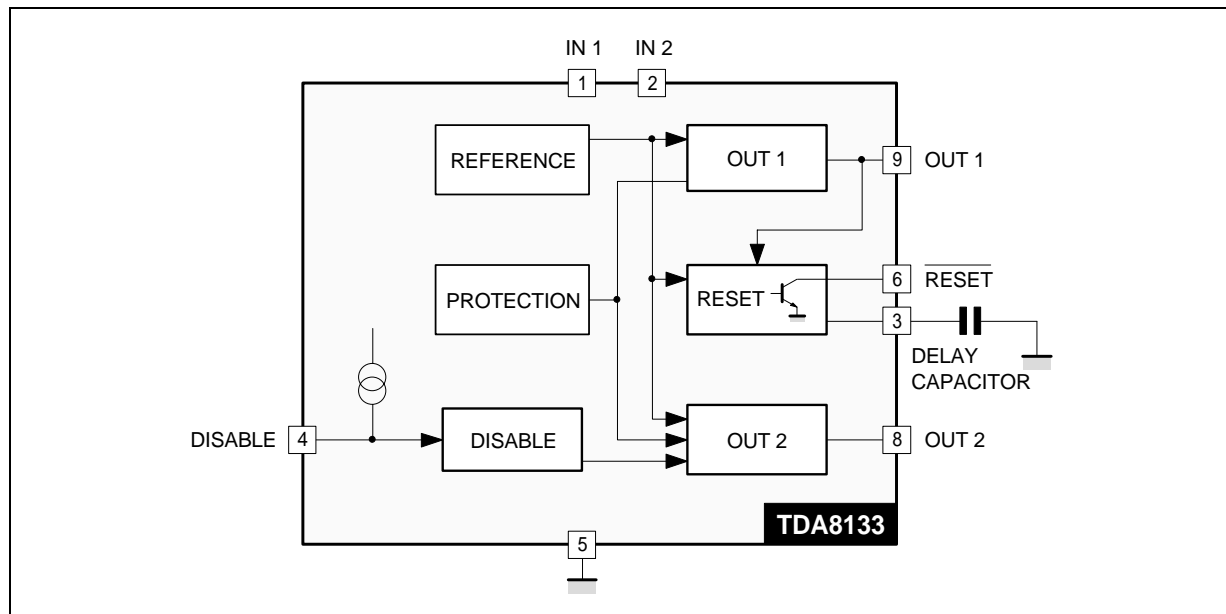 IN 1 IN 2
1 2
REFERENCE
OUT 1
9 OUT 1
PROTECTION
RESET
6 RESET
3
DELAY
CAPACITOR
DISABLE 4
DISABLE
OUT 2
8 OUT 2
TDA8133
5